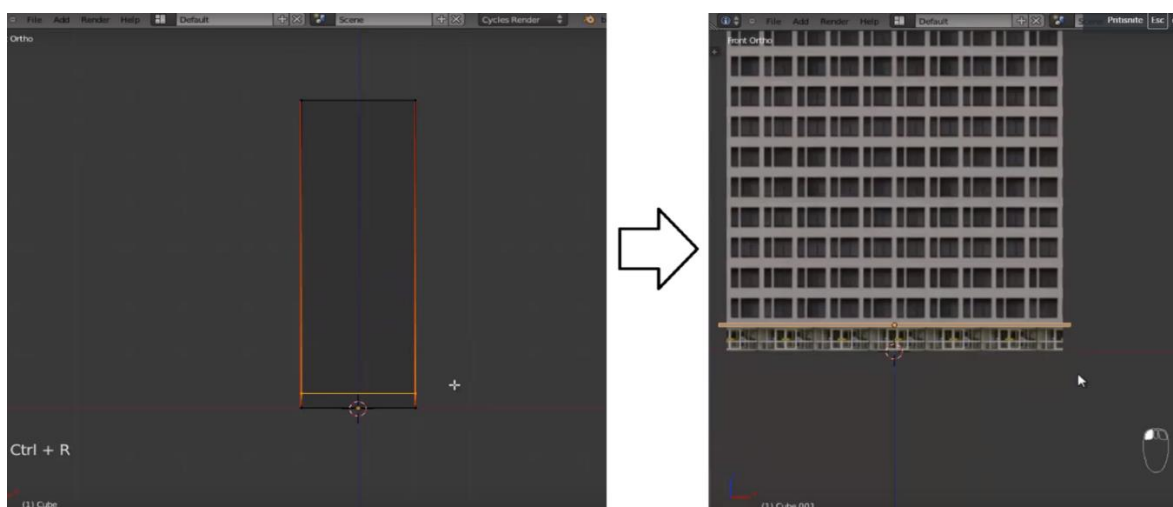 File Add Render Help Default Scene Cycles Render
Ortho
Ctrl + R
(1) Cube
File Add Render Help Default Esc
Front Ortho
(1) Cube.003